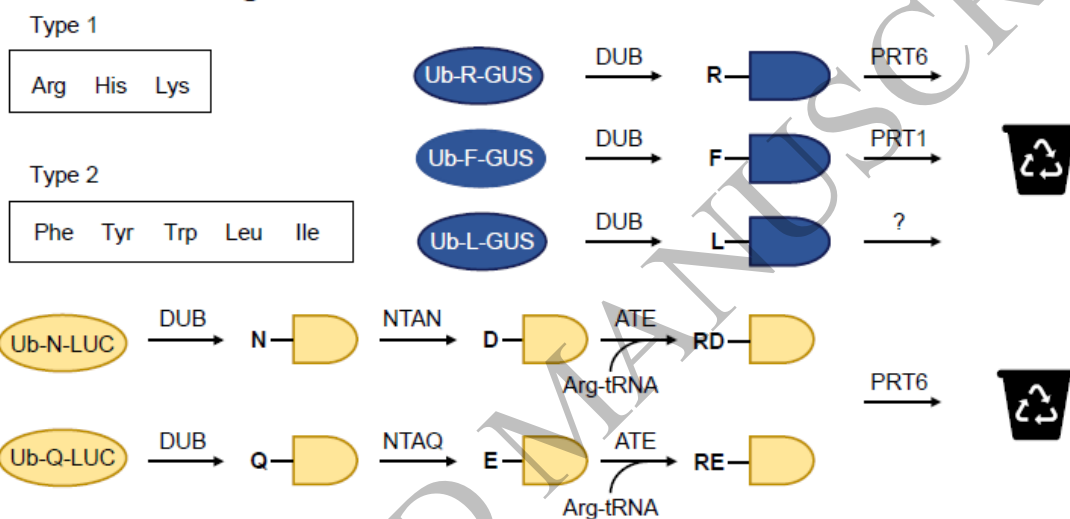 Type 1
Arg His Lys
Type 2
Phe Tyr Trp Leu Ile
Ub-R-GUS DUB R PRT6
Ub-F-GUS DUB F PRT1
Ub-L-GUS DUB L ?
Ub-N-LUC DUB N NTAN D ATE RD
Arg-tRNA
PRT6
Ub-Q-LUC DUB Q NTAQ E ATE RE
Arg-tRNA
MANUSCR